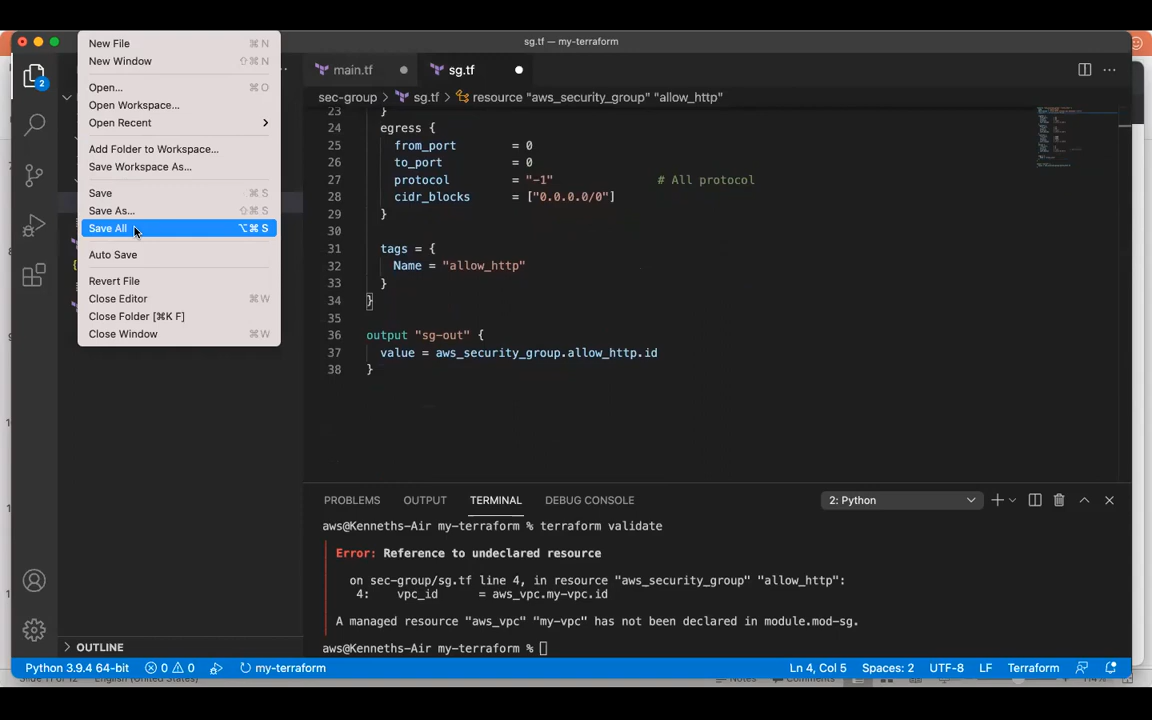 sg.tf — my-terraform
New File ⌘ N
New Window ⇧⌘ N
Open... ⌘ O
Open Workspace...
Open Recent
Add Folder to Workspace...
Save Workspace As...
Save ⌘ S
Save As... ⇧⌘ S
Save All ⌥⌘ S
Auto Save
Revert File
Close Editor ⌘ W
Close Folder [⌘K F]
Close Window ⌘ W
2
main.tf
sg.tf
sec-group > sg.tf > resource "aws_security_group" "allow_http"
23 }
24 egress {
25 from_port = 0
26 to_port = 0
27 protocol = "-1" # All protocol
28 cidr_blocks = ["0.0.0.0/0"]
29 }
30
31 tags = {
32 Name = "allow_http"
33 }
34 }
35
36 output "sg-out" {
37 value = aws_security_group.allow_http.id
38 }
PROBLEMS OUTPUT TERMINAL DEBUG CONSOLE 2: Python
aws@Kenneths-Air my-terraform % terraform validate
Error: Reference to undeclared resource
on sec-group/sg.tf line 4, in resource "aws_security_group" "allow_http":
4: vpc_id = aws_vpc.my-vpc.id
A managed resource "aws_vpc" "my-vpc" has not been declared in module.mod-sg.
aws@Kenneths-Air my-terraform %
OUTLINE
Python 3.9.4 64-bit 0 0 my-terraform Ln 4, Col 5 Spaces: 2 UTF-8 LF Terraform